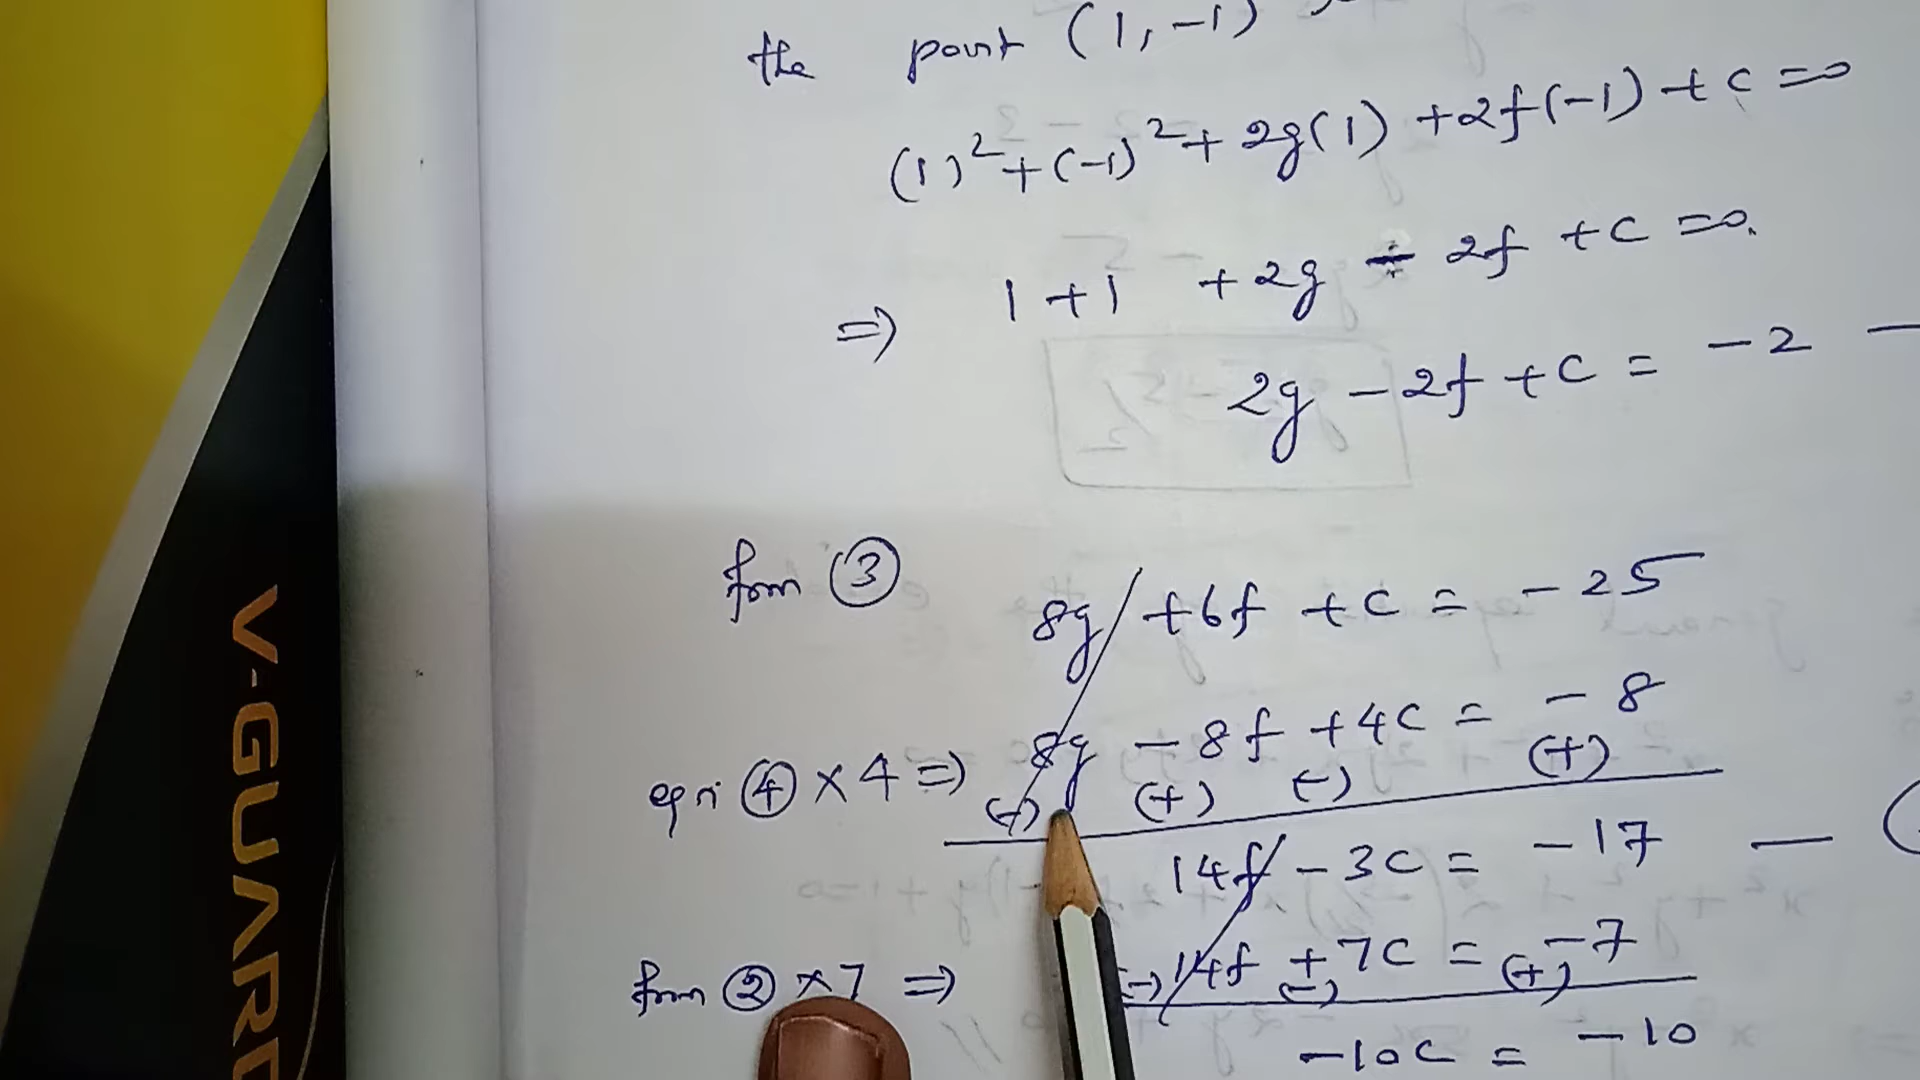 the point (1, -1)
(1)² + (-1)² + 2g(1) + 2f(-1) + c = 0
⇒ 1 + 1 + 2g - 2f + c = 0.
2g - 2f + c = -2 —
from ③ 8g + 6f + c = -25
eqn ④ × 4 ⇒ 8g - 8f + 4c = -8
(-) (+) (-) (+)
14f - 3c = -17 —
from ② × 7 ⇒ 14f + 7c = -7
(-) (-) (+)
-10c = -10
V-GUARD